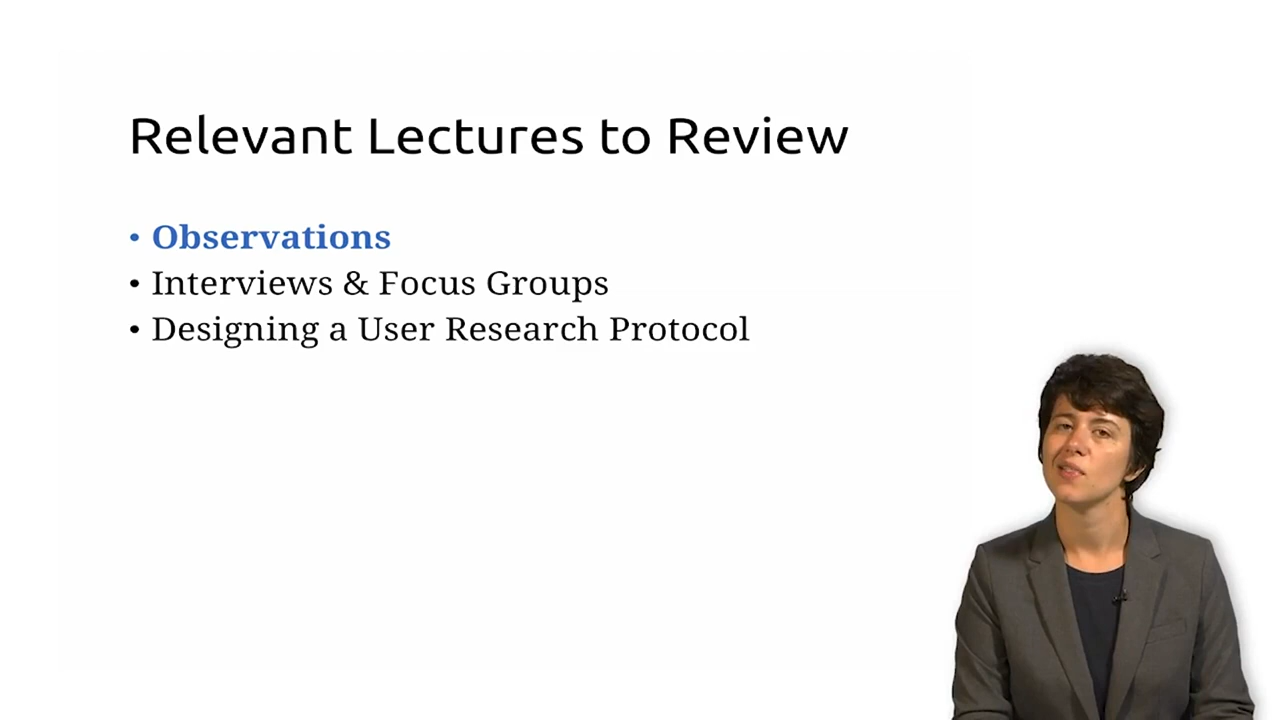 Relevant Lectures to Review
• Observations
• Interviews & Focus Groups
• Designing a User Research Protocol